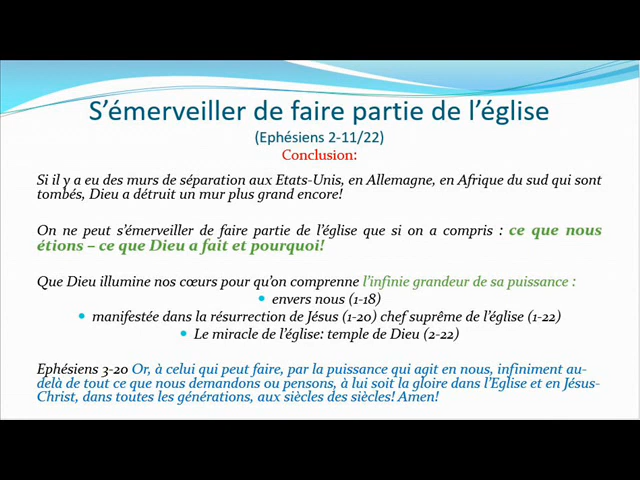 S'émerveiller de faire partie de l'église
(Ephésiens 2-11/22)
Conclusion:
Si il y a eu des murs de séparation aux Etats-Unis, en Allemagne, en Afrique du sud qui sont
tombés, Dieu a détruit un mur plus grand encore!
On ne peut s'émerveiller de faire partie de l'église que si on a compris : ce que nous
étions – ce que Dieu a fait et pourquoi!
Que Dieu illumine nos cœurs pour qu'on comprenne l'infinie grandeur de sa puissance :
• envers nous (1-18)
• manifestée dans la résurrection de Jésus (1-20) chef suprême de l'église (1-22)
• Le miracle de l'église: temple de Dieu (2-22)
Ephésiens 3-20 Or, à celui qui peut faire, par la puissance qui agit en nous, infiniment au-
delà de tout ce que nous demandons ou pensons, à lui soit la gloire dans l'Eglise et en Jésus-
Christ, dans toutes les générations, aux siècles des siècles! Amen!